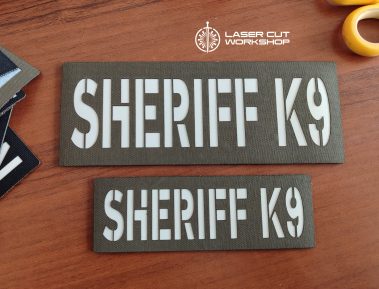 LASER CUT
WORKSHOP
SHERIFF K9
SHERIFF K9